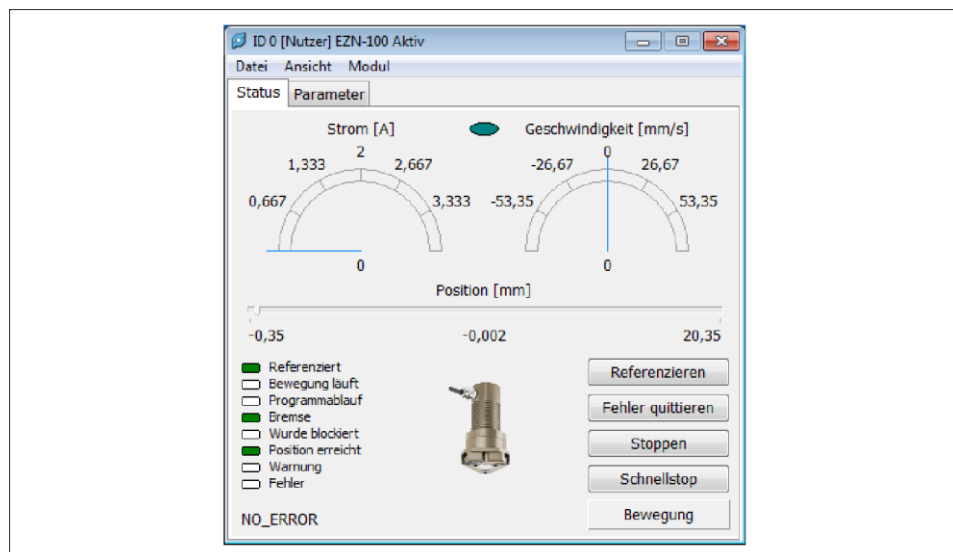 ID 0 [Nutzer] EZN-100 Aktiv
Datei Ansicht Modul
Status Parameter
Strom [A] Geschwindigkeit [mm/s]
2 0
1,333 2,667 -26,67 26,67
0,667 3,333 -53,35 53,35
0 0
Position [mm]
-0,35 -0,002 20,35
Referenziert
Bewegung läuft
Programmablauf
Bremse
Wurde blockiert
Position erreicht
Warnung
Fehler
NO_ERROR
Referenzieren
Fehler quittieren
Stoppen
Schnellstop
Bewegung